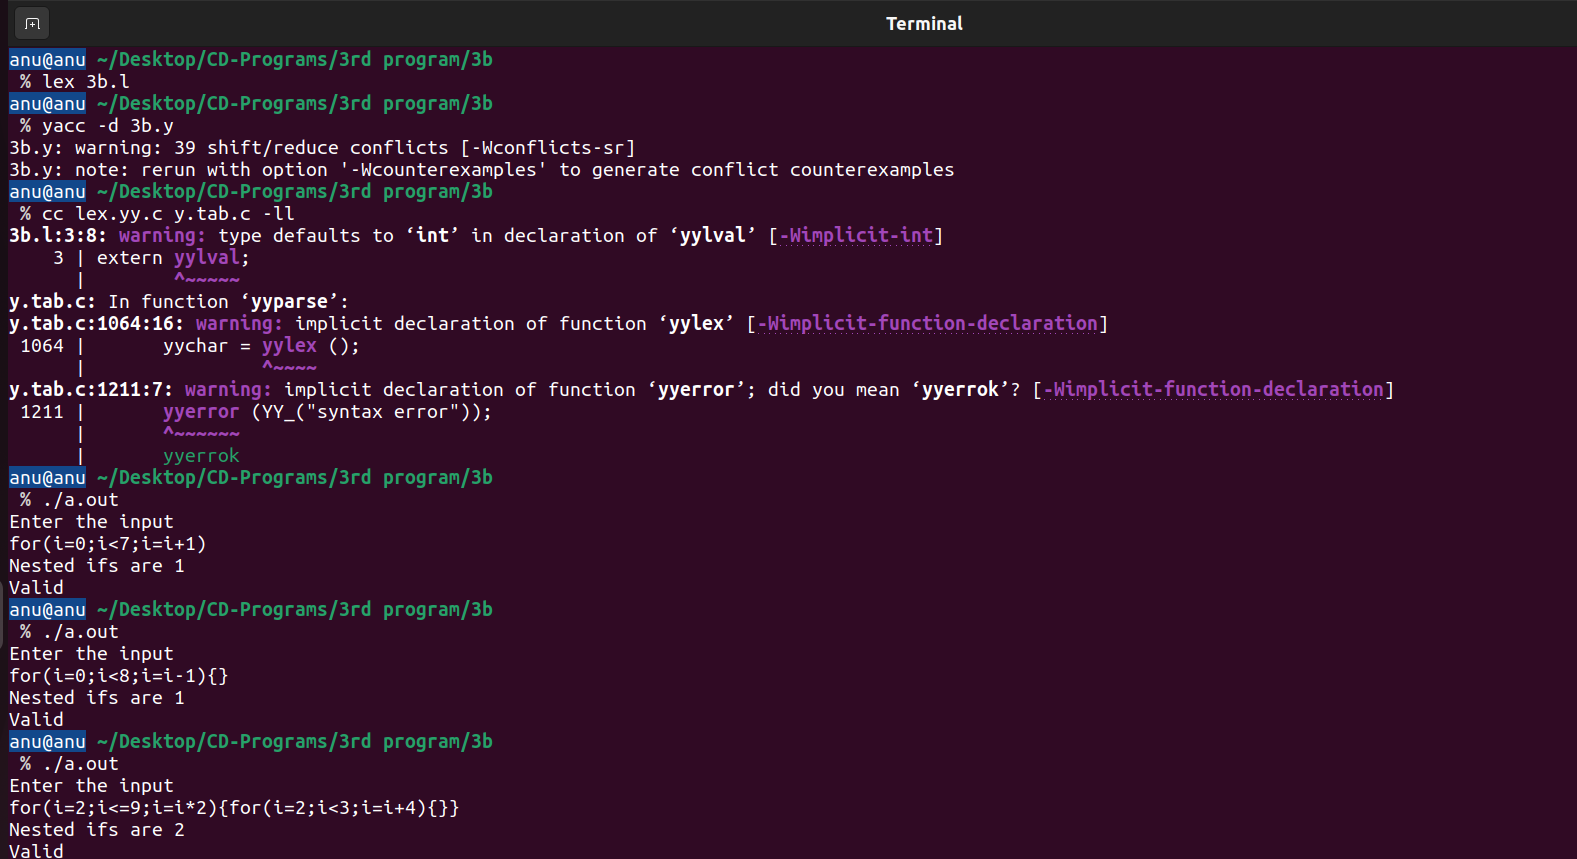 Terminal
anu@anu ~/Desktop/CD-Programs/3rd program/3b
% lex 3b.l
anu@anu ~/Desktop/CD-Programs/3rd program/3b
% yacc -d 3b.y
3b.y: warning: 39 shift/reduce conflicts [-Wconflicts-sr]
3b.y: note: rerun with option '-Wcounterexamples' to generate conflict counterexamples
anu@anu ~/Desktop/CD-Programs/3rd program/3b
% cc lex.yy.c y.tab.c -ll
3b.l:3:8: warning: type defaults to ‘int’ in declaration of ‘yylval’ [-Wimplicit-int]
3 | extern yylval;
| ^~~~~~
y.tab.c: In function ‘yyparse’:
y.tab.c:1064:16: warning: implicit declaration of function ‘yylex’ [-Wimplicit-function-declaration]
1064 | yychar = yylex ();
| ^~~~~
y.tab.c:1211:7: warning: implicit declaration of function ‘yyerror’; did you mean ‘yyerrok’? [-Wimplicit-function-declaration]
1211 | yyerror (YY_("syntax error"));
| ^~~~~~~
| yyerrok
anu@anu ~/Desktop/CD-Programs/3rd program/3b
% ./a.out
Enter the input
for(i=0;i<7;i=i+1)
Nested ifs are 1
Valid
anu@anu ~/Desktop/CD-Programs/3rd program/3b
% ./a.out
Enter the input
for(i=0;i<8;i=i-1){}
Nested ifs are 1
Valid
anu@anu ~/Desktop/CD-Programs/3rd program/3b
% ./a.out
Enter the input
for(i=2;i<=9;i=i*2){for(i=2;i<3;i=i+4){}}
Nested ifs are 2
Valid